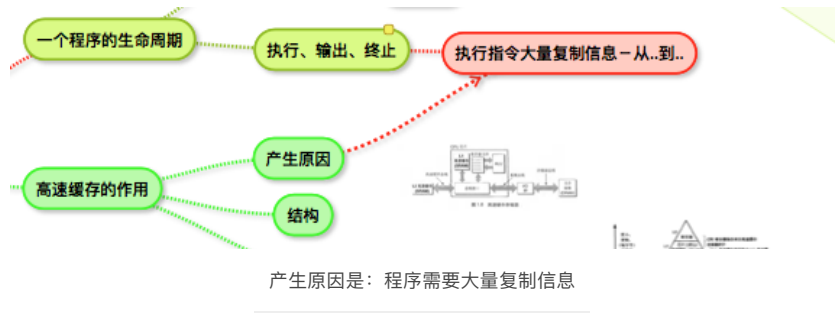 一个程序的生命周期
执行、输出、终止
执行指令大量复制信息－从..到..
产生原因
高速缓存的作用
结构
产生原因是：程序需要大量复制信息